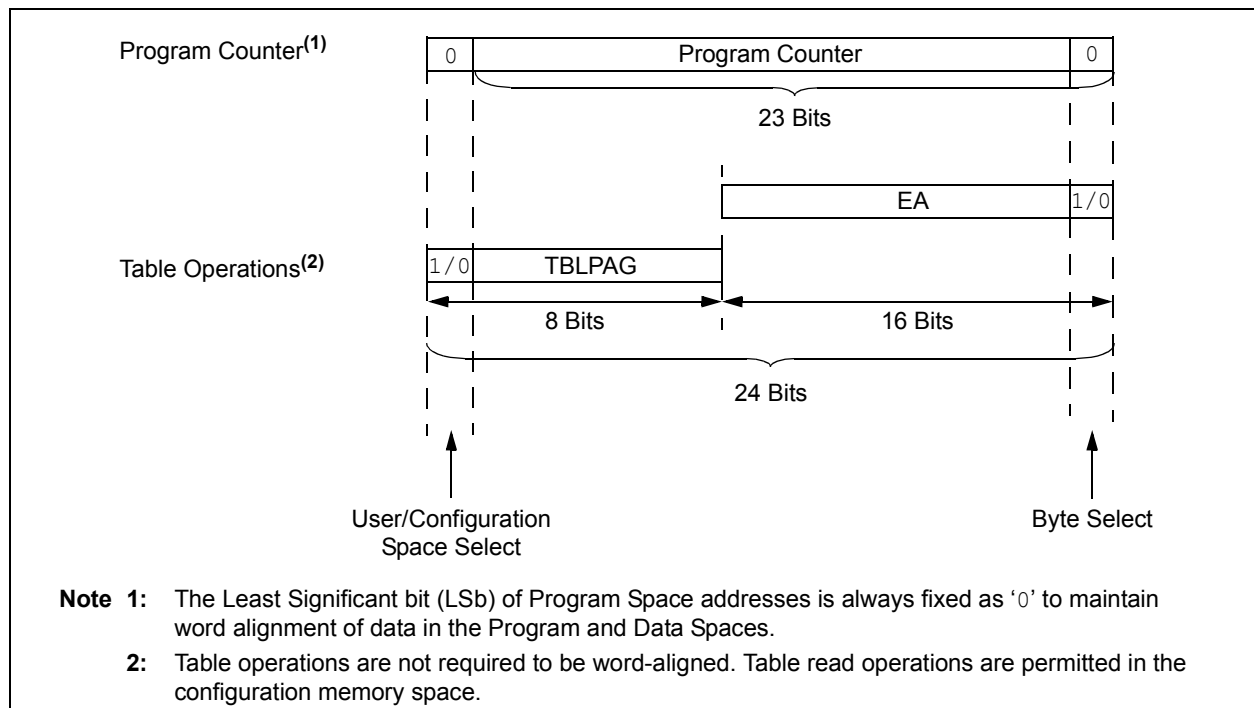 Program Counter(1)
0
Program Counter
0
23 Bits
EA
1/0
Table Operations(2)
1/0
TBLPAG
8 Bits
16 Bits
24 Bits
User/Configuration
Space Select
Byte Select
Note 1: The Least Significant bit (LSb) of Program Space addresses is always fixed as ‘0’ to maintain
word alignment of data in the Program and Data Spaces.
2: Table operations are not required to be word-aligned. Table read operations are permitted in the
configuration memory space.